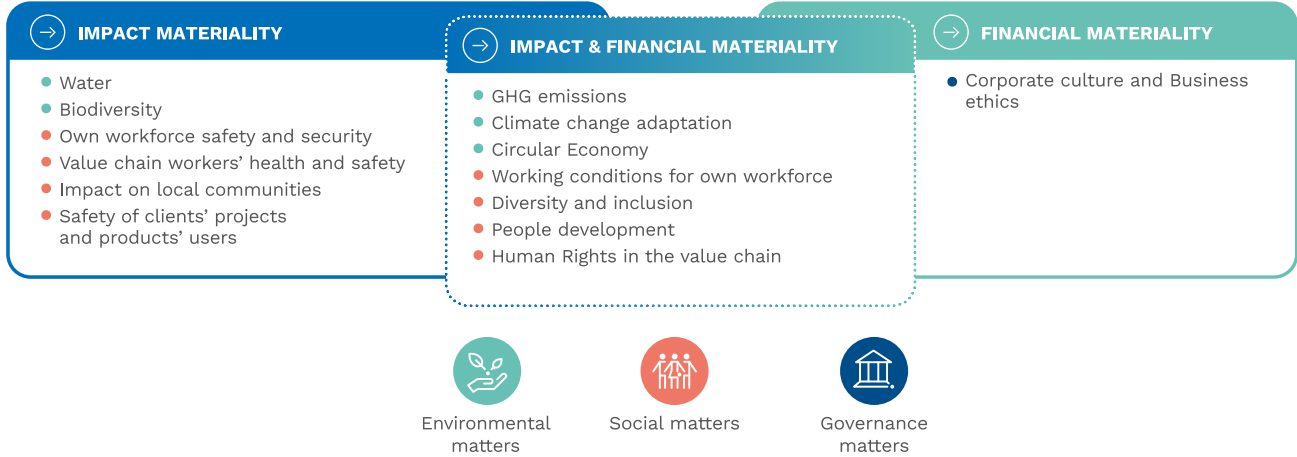 IMPACT MATERIALITY
Water
Biodiversity
Own workforce safety and security
Value chain workers’ health and safety
Impact on local communities
Safety of clients’ projects
and products’ users
IMPACT & FINANCIAL MATERIALITY
GHG emissions
Climate change adaptation
Circular Economy
Working conditions for own workforce
Diversity and inclusion
People development
Human Rights in the value chain
FINANCIAL MATERIALITY
Corporate culture and Business
ethics
Environmental
matters
Social matters
Governance
matters